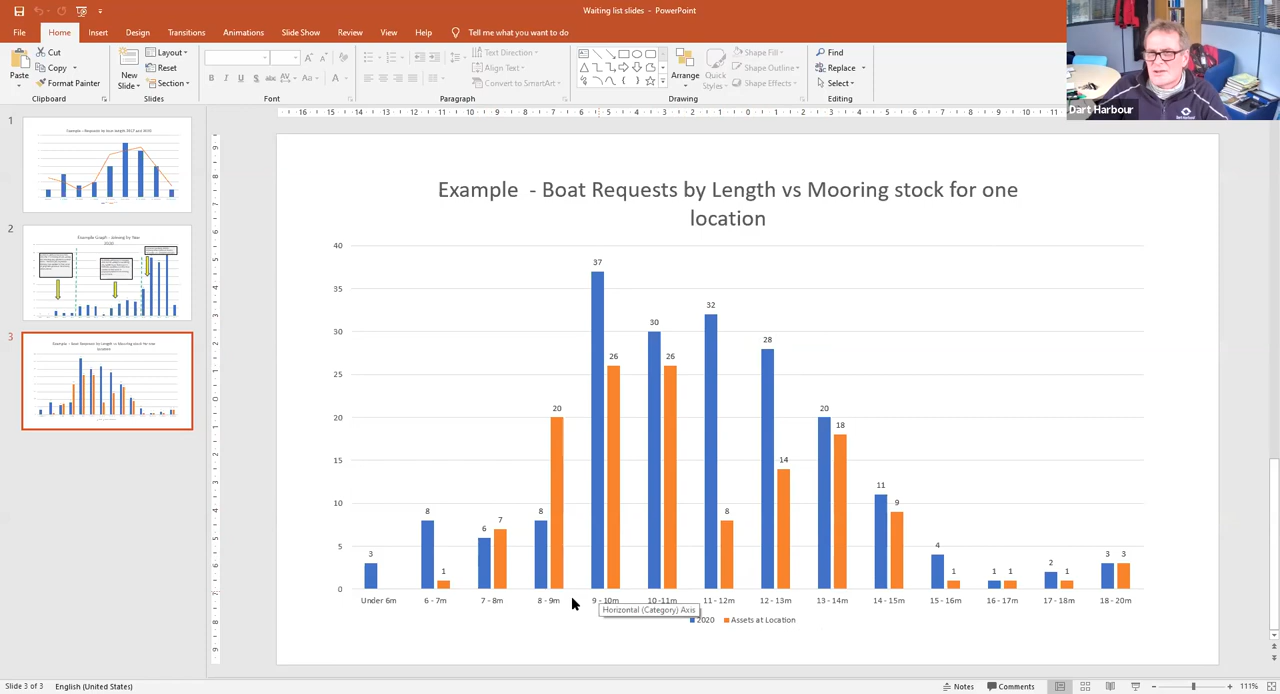 Waiting list slides - PowerPoint
File Home Insert Design Transitions Animations Slide Show Review View Help Tell me what you want to do
Paste
Cut
Copy
Format Painter
Clipboard
New Slide
Layout
Reset
Section
Slides
Font
Text Direction
Align Text
Convert to SmartArt
Paragraph
Arrange
Quick Styles
Shape Fill
Shape Outline
Shape Effects
Drawing
Find
Replace
Select
Editing
Dart Harbour
1
2
3
Example - Boat Requests by Length vs Mooring stock for one
location
40
35
30
25
20
15
10
5
0
3
8 1
6 7
8 20
37 26
30 26
32 8
28 14
20 18
11 9
4 1
1 1
2 1
3 3
Under 6m 6 - 7m 7 - 8m 8 - 9m 9 - 10m 10 -11m 11 - 12m 12 - 13m 13 - 14m 14 - 15m 15 - 16m 16 - 17m 17 - 18m 18 - 20m
Horizontal (Category) Axis
2020 Assets at Location
Slide 3 of 3 English (United States) Notes Comments 111%